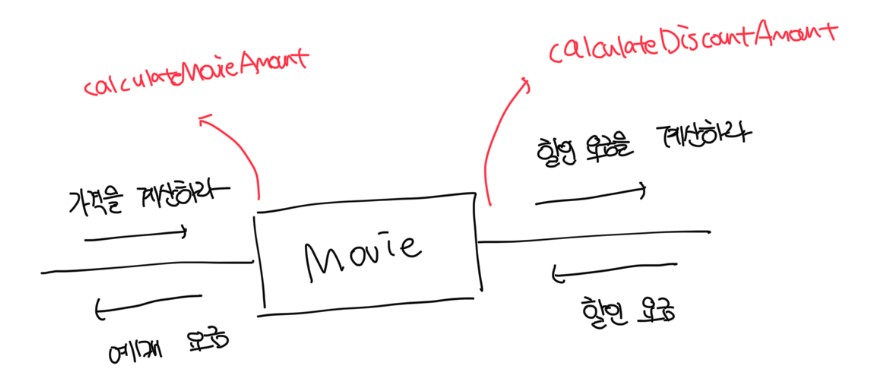 calculateMovieAmount
calculateDiscountAmount
가격을 계산하라
할인 요금을 계산하라
Movie
예매 요금
할인 요금